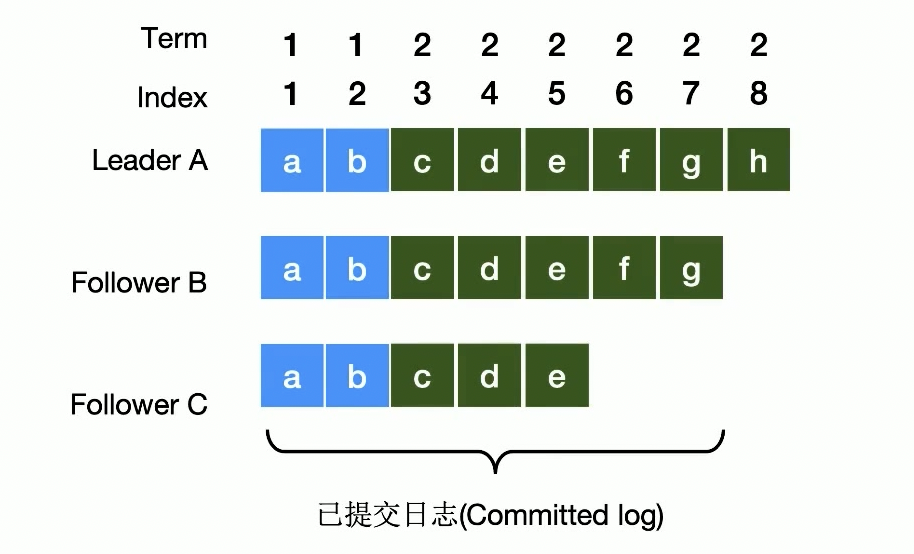 Term 1 1 2 2 2 2 2 2
Index 1 2 3 4 5 6 7 8
Leader A a b c d e f g h
Follower B a b c d e f g
Follower C a b c d e
已提交日志(Committed log)